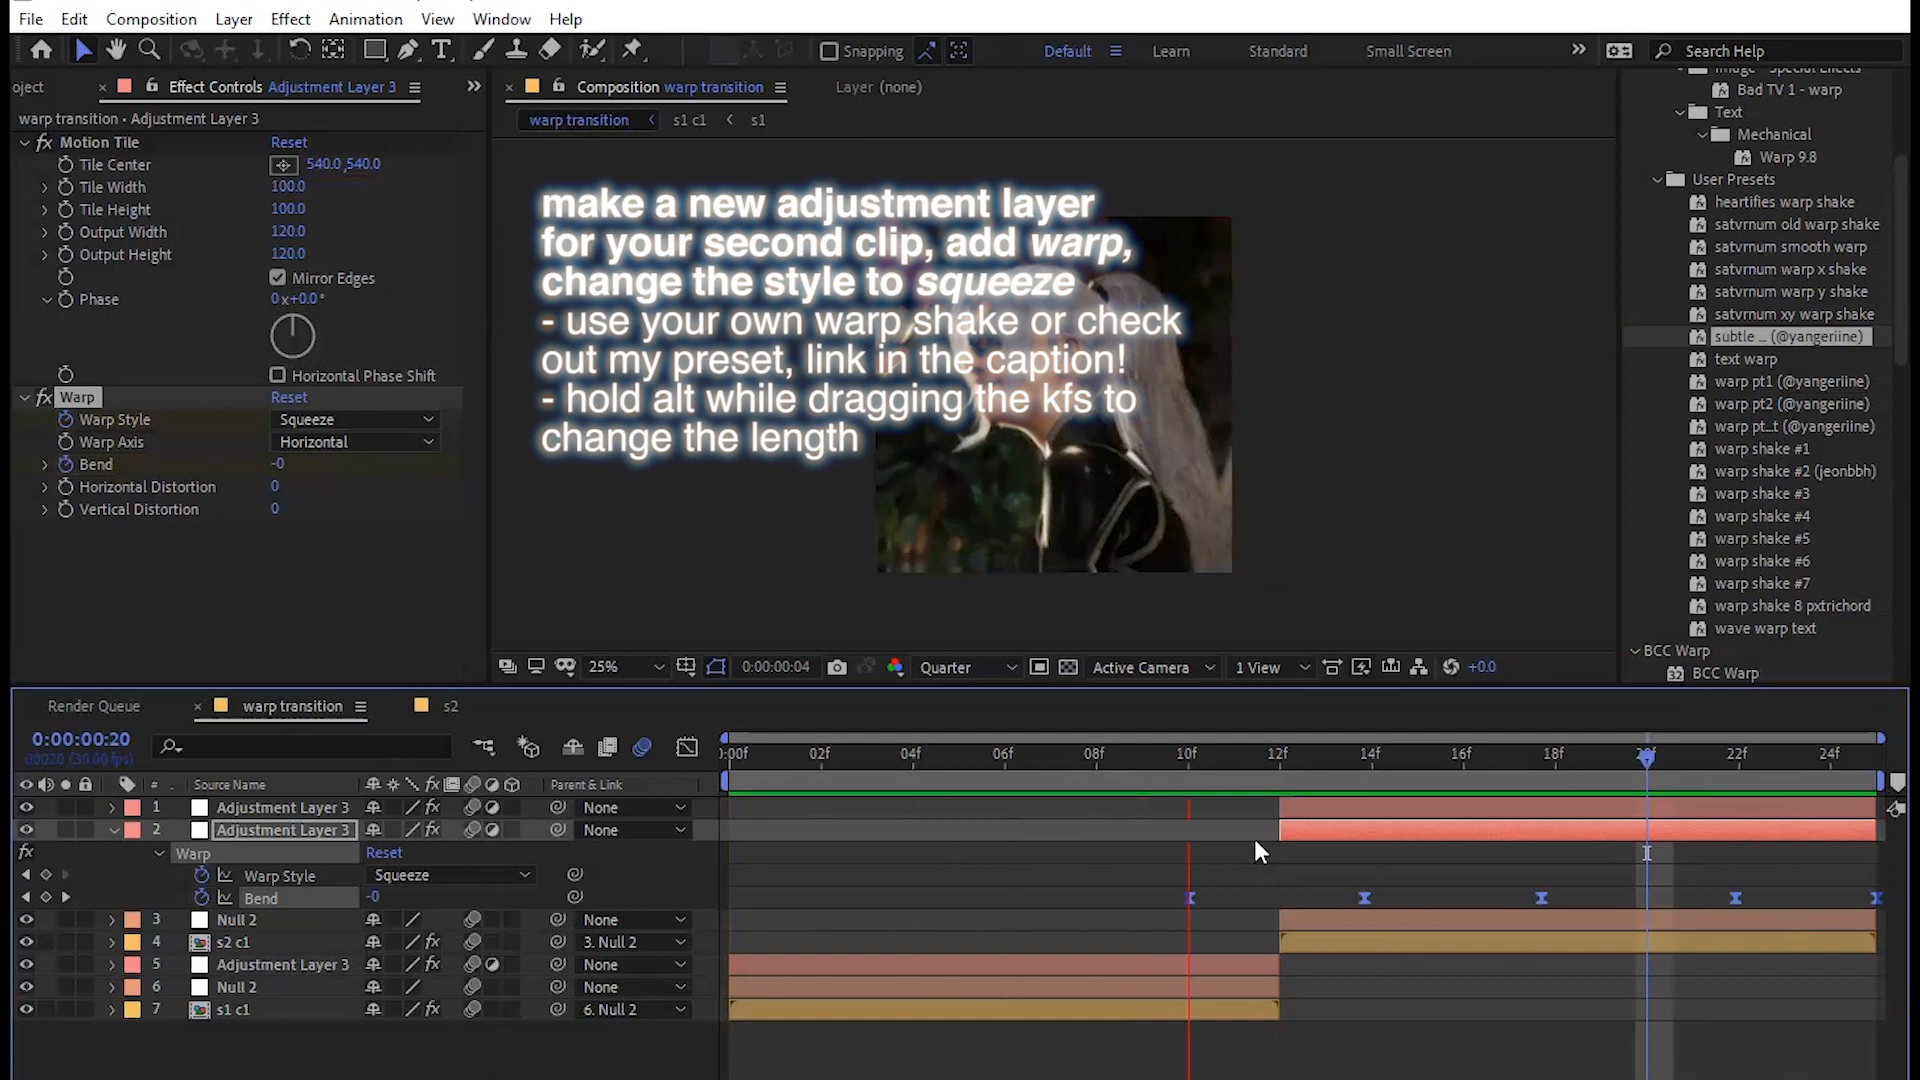 File Edit Composition Layer Effect Animation View Window Help
Snapping Default Learn Standard Small Screen Search Help
oject Effect Controls Adjustment Layer 3
warp transition • Adjustment Layer 3
fx Motion Tile Reset
Tile Center 540.0,540.0
Tile Width 100.0
Tile Height 100.0
Output Width 120.0
Output Height 120.0
Mirror Edges
Phase 0x+0.0°
Horizontal Phase Shift
fx Warp Reset
Warp Style Squeeze
Warp Axis Horizontal
Bend -0
Horizontal Distortion 0
Vertical Distortion 0
Composition warp transition Layer (none)
warp transition s1 c1 s1
make a new adjustment layer
for your second clip, add warp,
change the style to squeeze
- use your own warp shake or check
out my preset, link in the caption!
- hold alt while dragging the kfs to
change the length
25% 0:00:00:04 Quarter Active Camera 1 View +0.0
Image - Special Effects
Bad TV 1 - warp
Text
Mechanical
Warp 9.8
User Presets
heartifies warp shake
satvrnum old warp shake
satvrnum smooth warp
satvrnum warp x shake
satvrnum warp y shake
satvrnum xy warp shake
subtle ... (@yangeriine)
text warp
warp pt1 (@yangeriine)
warp pt2 (@yangeriine)
warp pt_t (@yangeriine)
warp shake #1
warp shake #2 (jeonbbh)
warp shake #3
warp shake #4
warp shake #5
warp shake #6
warp shake #7
warp shake 8 pxtrichord
wave warp text
BCC Warp
32 BCC Warp
Render Queue warp transition s2
0:00:00:20
00020 (30.00 fps)
:00f 02f 04f 06f 08f 10f 12f 14f 16f 18f 20f 22f 24f
# Source Name fx Parent & Link
1 Adjustment Layer 3 fx None
2 Adjustment Layer 3 fx None
fx Warp Reset
Warp Style Squeeze
Bend -0
3 Null 2 None
4 s2 c1 fx 3. Null 2
5 Adjustment Layer 3 fx None
6 Null 2 None
7 s1 c1 fx 6. Null 2